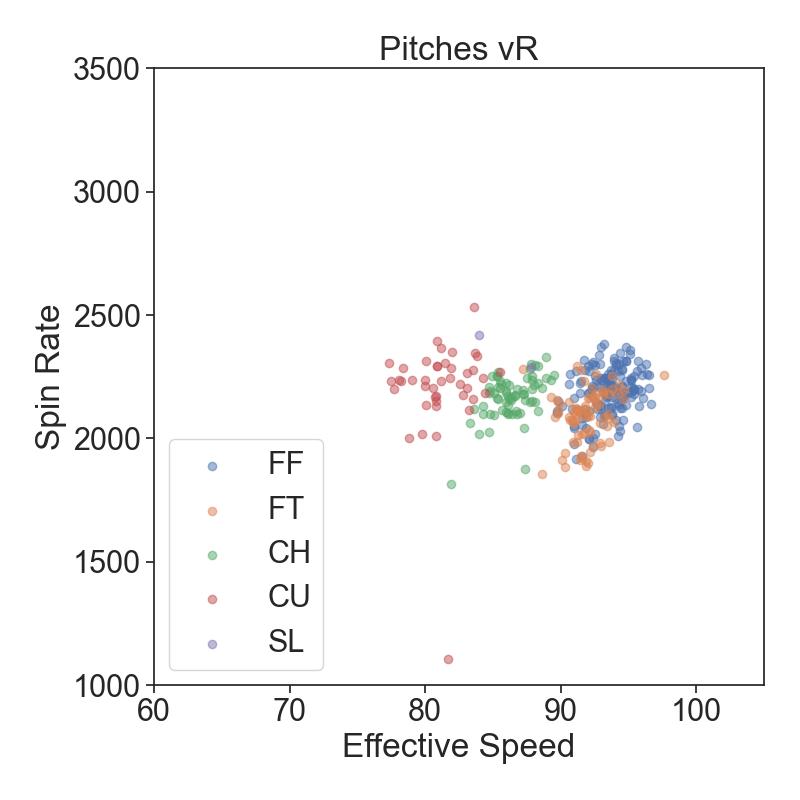 Pitches vR
3500
3000
2500
2000
1500
1000
Spin Rate
FF
FT
CH
CU
SL
60 70 80 90 100
Effective Speed